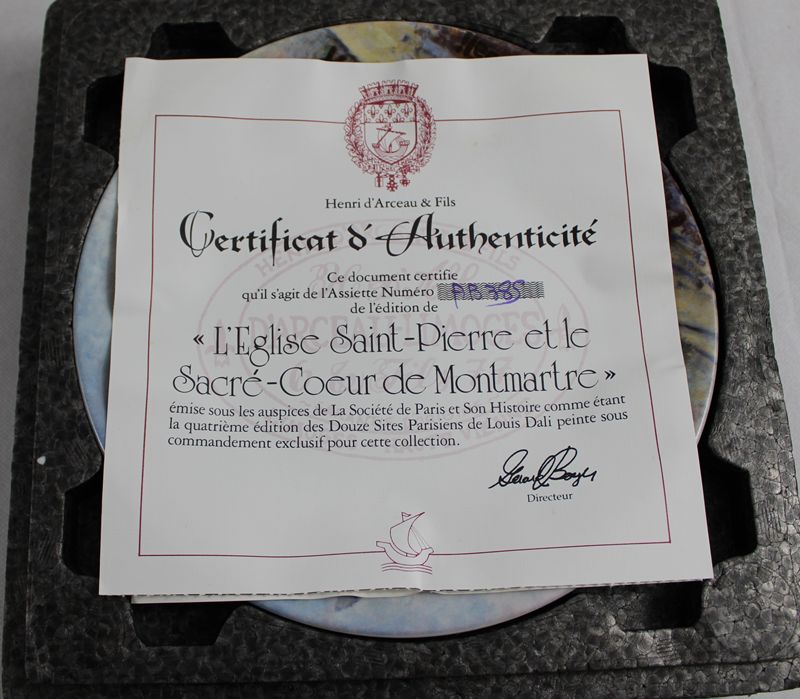 Henri d'Arceau & Fils
Certificat d'Authenticité
Ce document certifie
qu'il s'agit de l'Assiette Numéro AB385
de l'édition de
« L'Eglise Saint-Pierre et le
Sacré-Coeur de Montmartre »
émise sous les auspices de La Société de Paris et Son Histoire comme étant
la quatrième édition des Douze Sites Parisiens de Louis Dali peinte sous
commandement exclusif pour cette collection.
Directeur